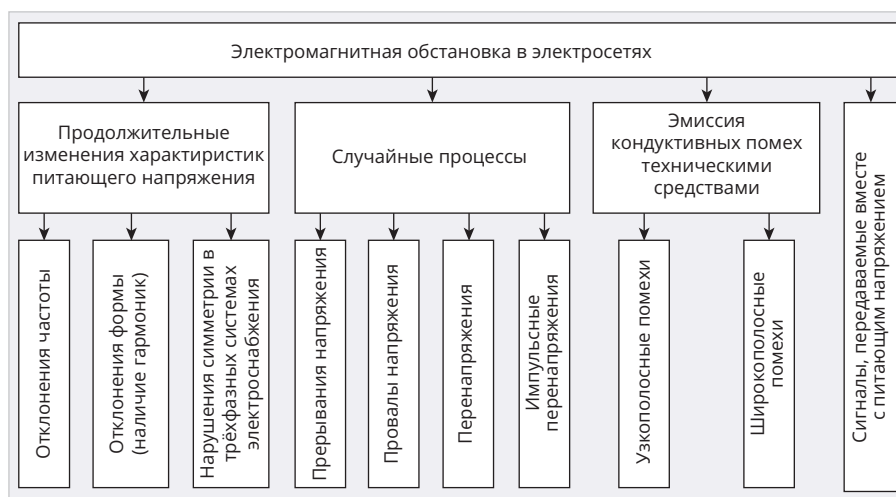 Электромагнитная обстановка в электросетях
Продолжительные
изменения характиристик
питающего напряжения
Случайные процессы
Эмиссия
кондуктивных помех
техническими
средствами
Сигналы, передаваемые вместе
с питающим напряжением
Отклонения частоты
Отклонения формы
(наличие гармоник)
Нарушения симметрии в
трёхфазных системах
электроснабжения
Прерывания напряжения
Провалы напряжения
Перенапряжения
Импульсные
перенапряжения
Узкополосные помехи
Широкополосные
помехи